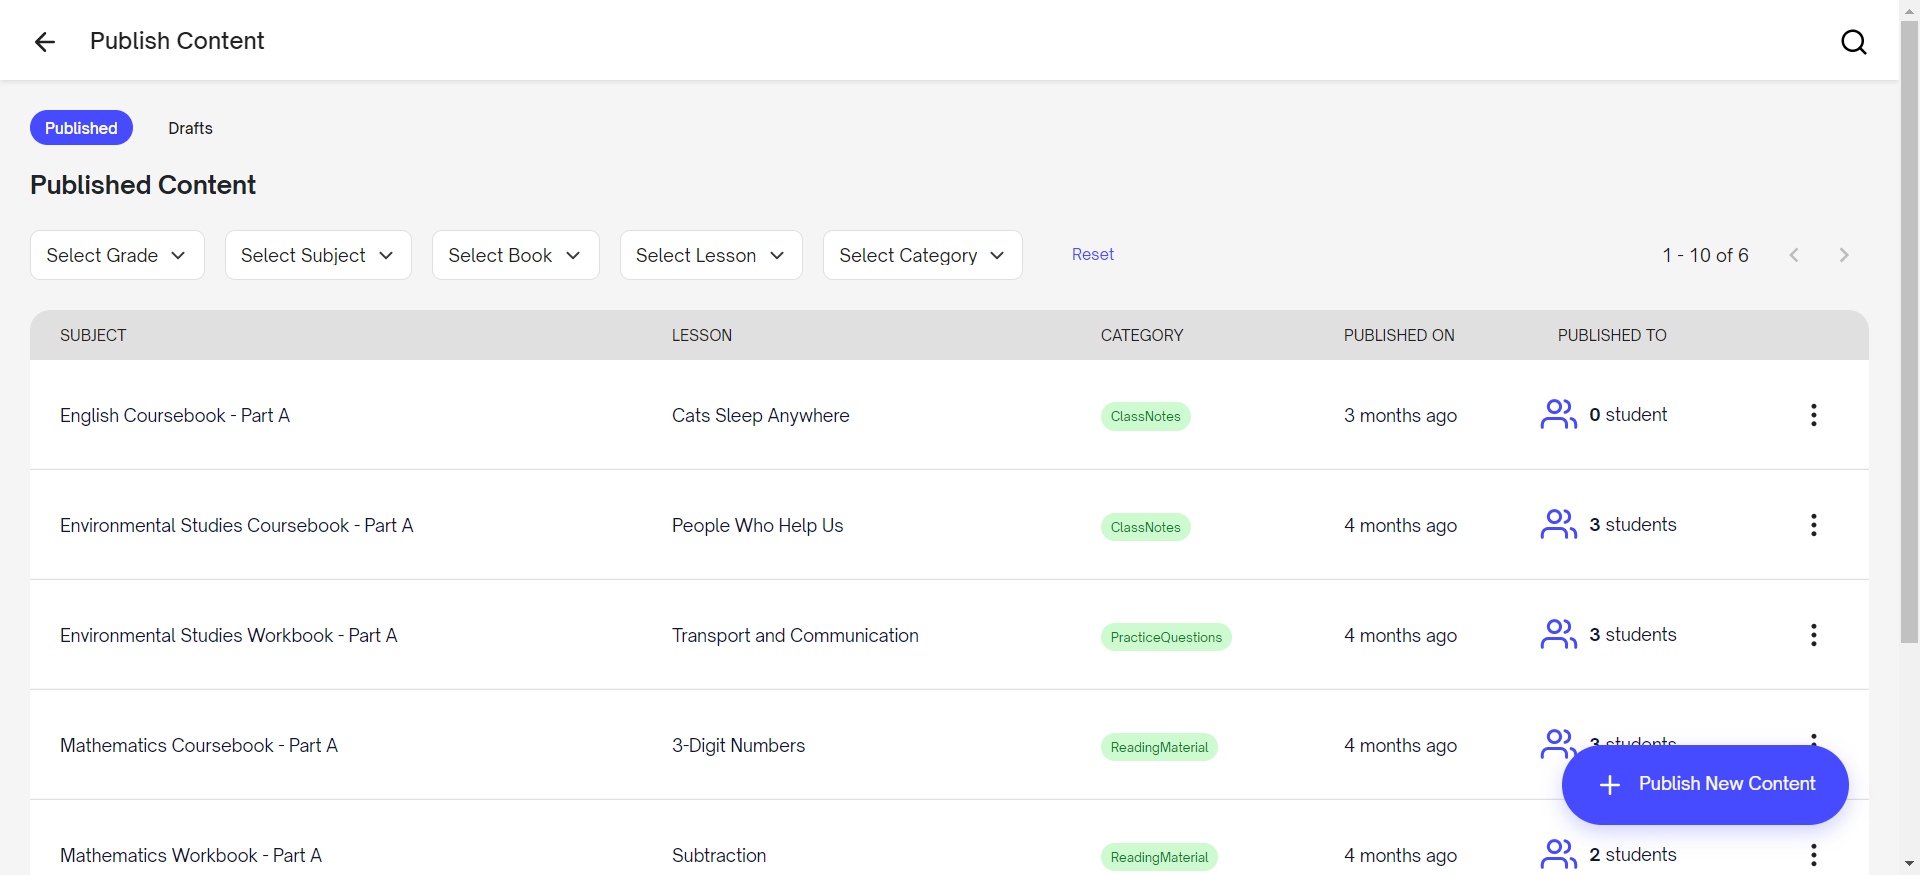 Publish Content
Published Drafts
Published Content
Select Grade Select Subject Select Book Select Lesson Select Category Reset 1 - 10 of 6
SUBJECT LESSON CATEGORY PUBLISHED ON PUBLISHED TO
English Coursebook - Part A Cats Sleep Anywhere ClassNotes 3 months ago 0 student
Environmental Studies Coursebook - Part A People Who Help Us ClassNotes 4 months ago 3 students
Environmental Studies Workbook - Part A Transport and Communication PracticeQuestions 4 months ago 3 students
Mathematics Coursebook - Part A 3-Digit Numbers ReadingMaterial 4 months ago 3 students
Publish New Content
Mathematics Workbook - Part A Subtraction ReadingMaterial 4 months ago 2 students